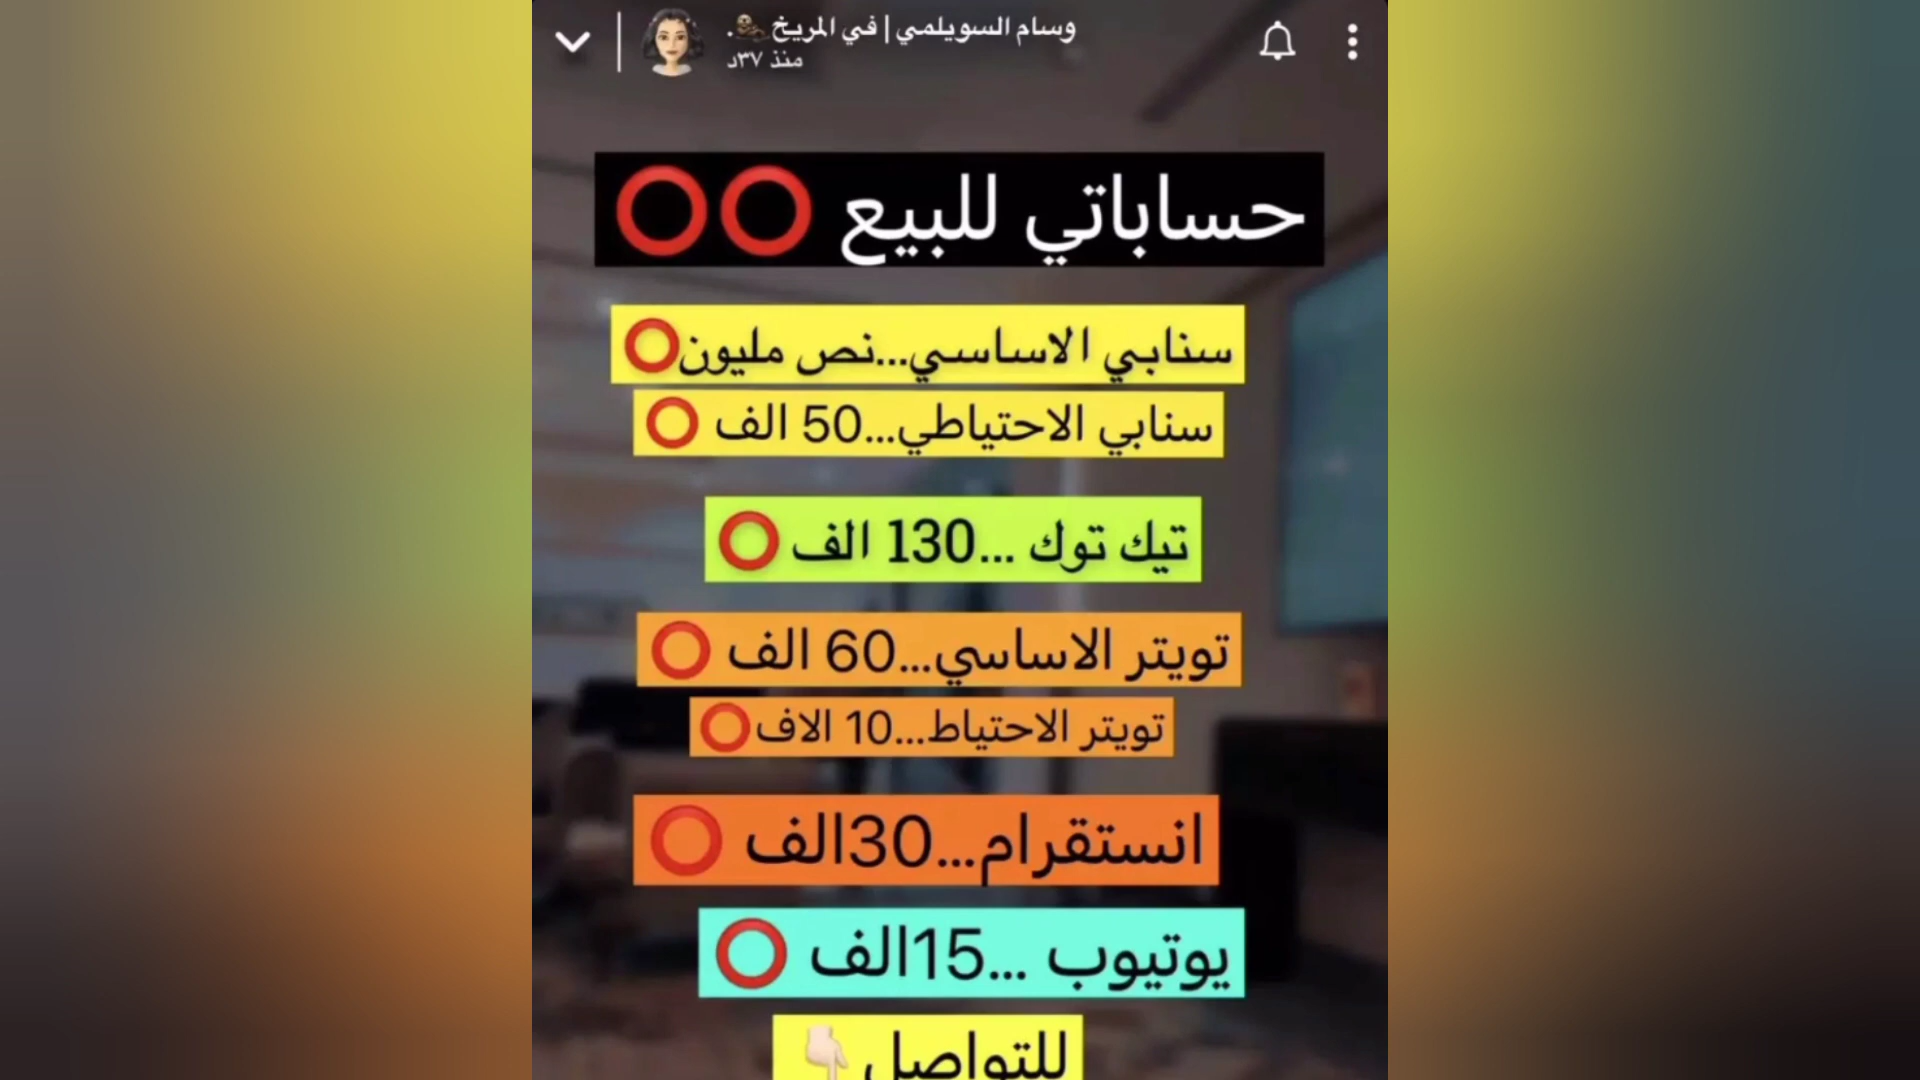 وسام السويلمي | في المريخ.
منذ ٣٧د
حساباتي للبيع
سنابي الاساسي...نص مليون
سنابي الاحتياطي...50 الف
تيك توك ...130 الف
تويتر الاساسي...60 الف
تويتر الاحتياط...10 الاف
انستقرام...30الف
يوتيوب ...15الف
للتواصل